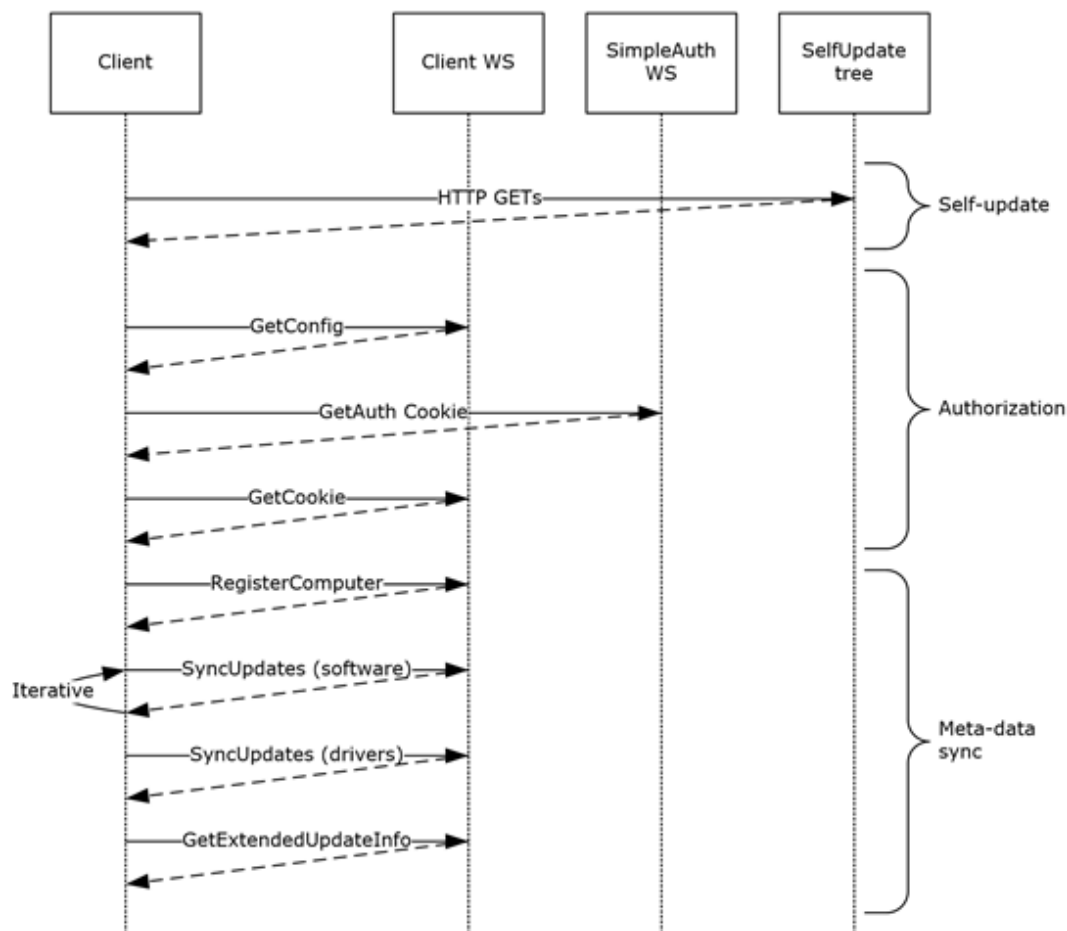 Client
Client WS
SimpleAuth
WS
SelfUpdate
tree
HTTP GETs
Self-update
GetConfig
GetAuth Cookie
Authorization
GetCookie
RegisterComputer
SyncUpdates (software)
Iterative
SyncUpdates (drivers)
Meta-data
sync
GetExtendedUpdateInfo